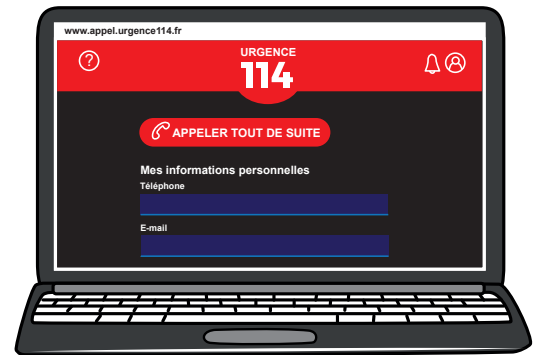 www.appel.urgence114.fr
?
URGENCE
114
APPELER TOUT DE SUITE
Mes informations personnelles
Téléphone
E-mail